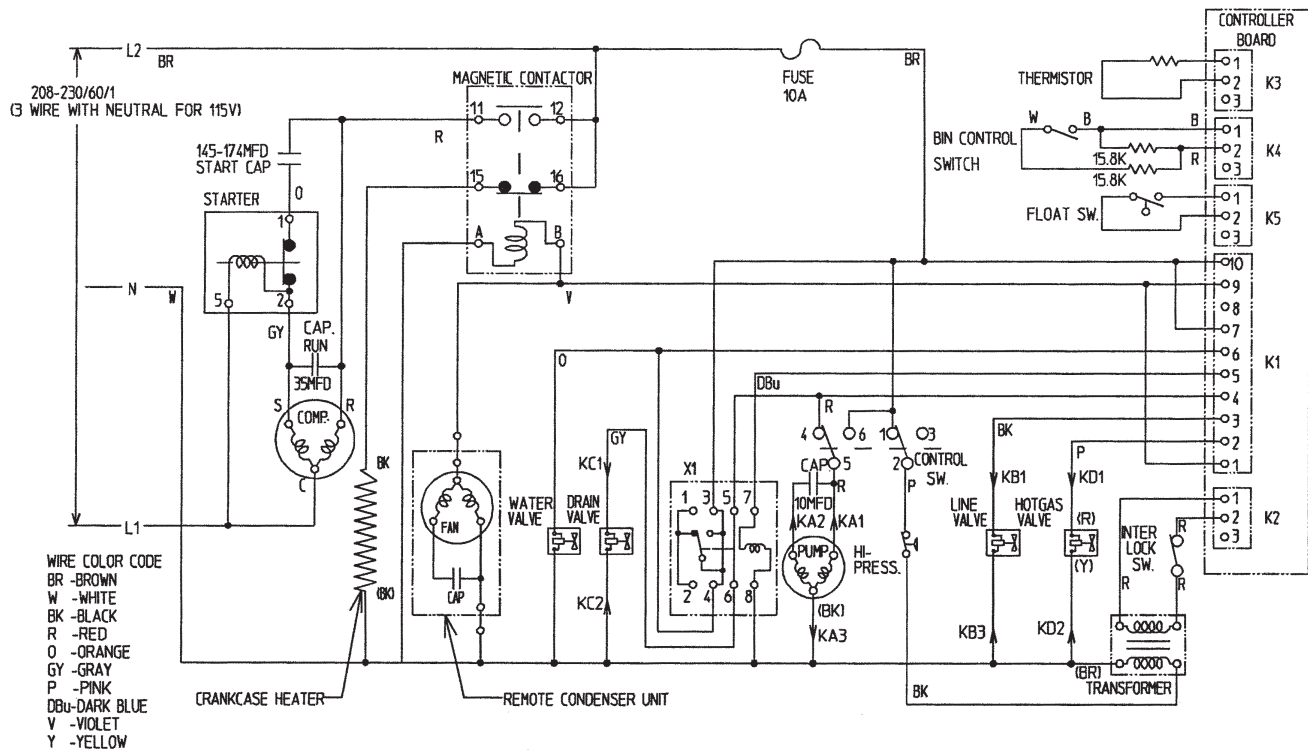 CONTROLLER
BOARD
L2
BR
FUSE
10A
BR
208-230/60/1
(3 WIRE WITH NEUTRAL FOR 115V)
MAGNETIC CONTACTOR
11
12
R
15
16
A
B
V
THERMISTOR
1
2
3
K3
BIN CONTROL
SWITCH
W
B
B
R
15.8K
15.8K
1
2
3
K4
FLOAT SW.
1
2
3
K5
145-174MFD
START CAP
O
STARTER
1
5
2
GY
N
W
CAP.
RUN
35MFD
S
R
COMP.
C
L1
10
9
8
7
6
5
4
3
2
1
K1
O
DBu
GY
KC1
KC2
WATER
VALVE
DRAIN
VALVE
X1
1
3
5
7
2
4
6
8
R
4
6
5
1
3
2
CONTROL
SW.
CAP.
10MFD
R
P
KA2
KA1
PUMP
HI-
PRESS.
(BK)
KA3
BK
KB1
LINE
VALVE
KB3
P
KD1
HOTGAS
VALVE
(R)
(Y)
KD2
1
2
3
K2
R
INTER
LOCK
SW.
R
R
(BR)
TRANSFORMER
BK
BK
(BK)
FAN
CAP
CRANKCASE HEATER
REMOTE CONDENSER UNIT
WIRE COLOR CODE
BR -BROWN
W -WHITE
BK -BLACK
R -RED
O -ORANGE
GY -GRAY
P -PINK
DBu-DARK BLUE
V -VIOLET
Y -YELLOW